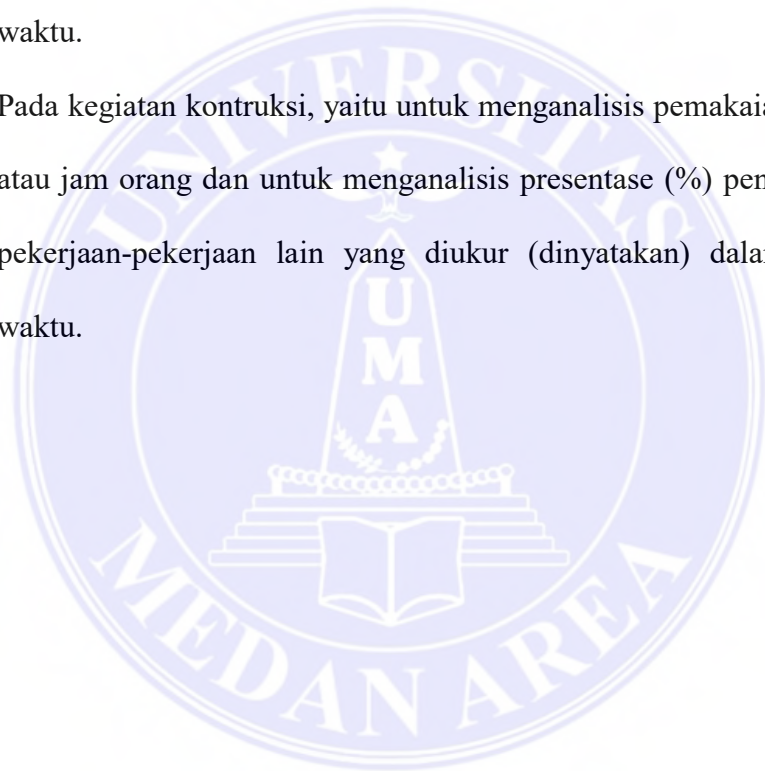 waktu.
Pada kegiatan kontruksi, yaitu untuk menganalisis
atau jam orang dan untuk menganalisis presentase (%)
pekerjaan-pekerjaan lain yang diukur (dinyatakan)
waktu.
UNIVERSITAS
UMA
MEDAN AREA